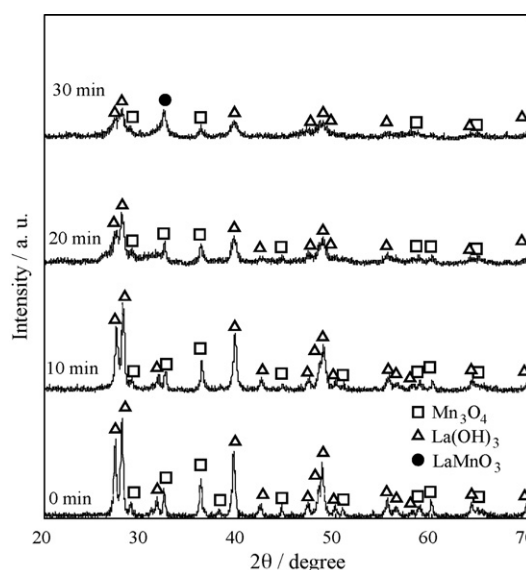 30 min
20 min
10 min
0 min
Intensity / a. u.
Mn₃O₄
La(OH)₃
LaMnO₃
20 30 40 50 60 70
2θ / degree